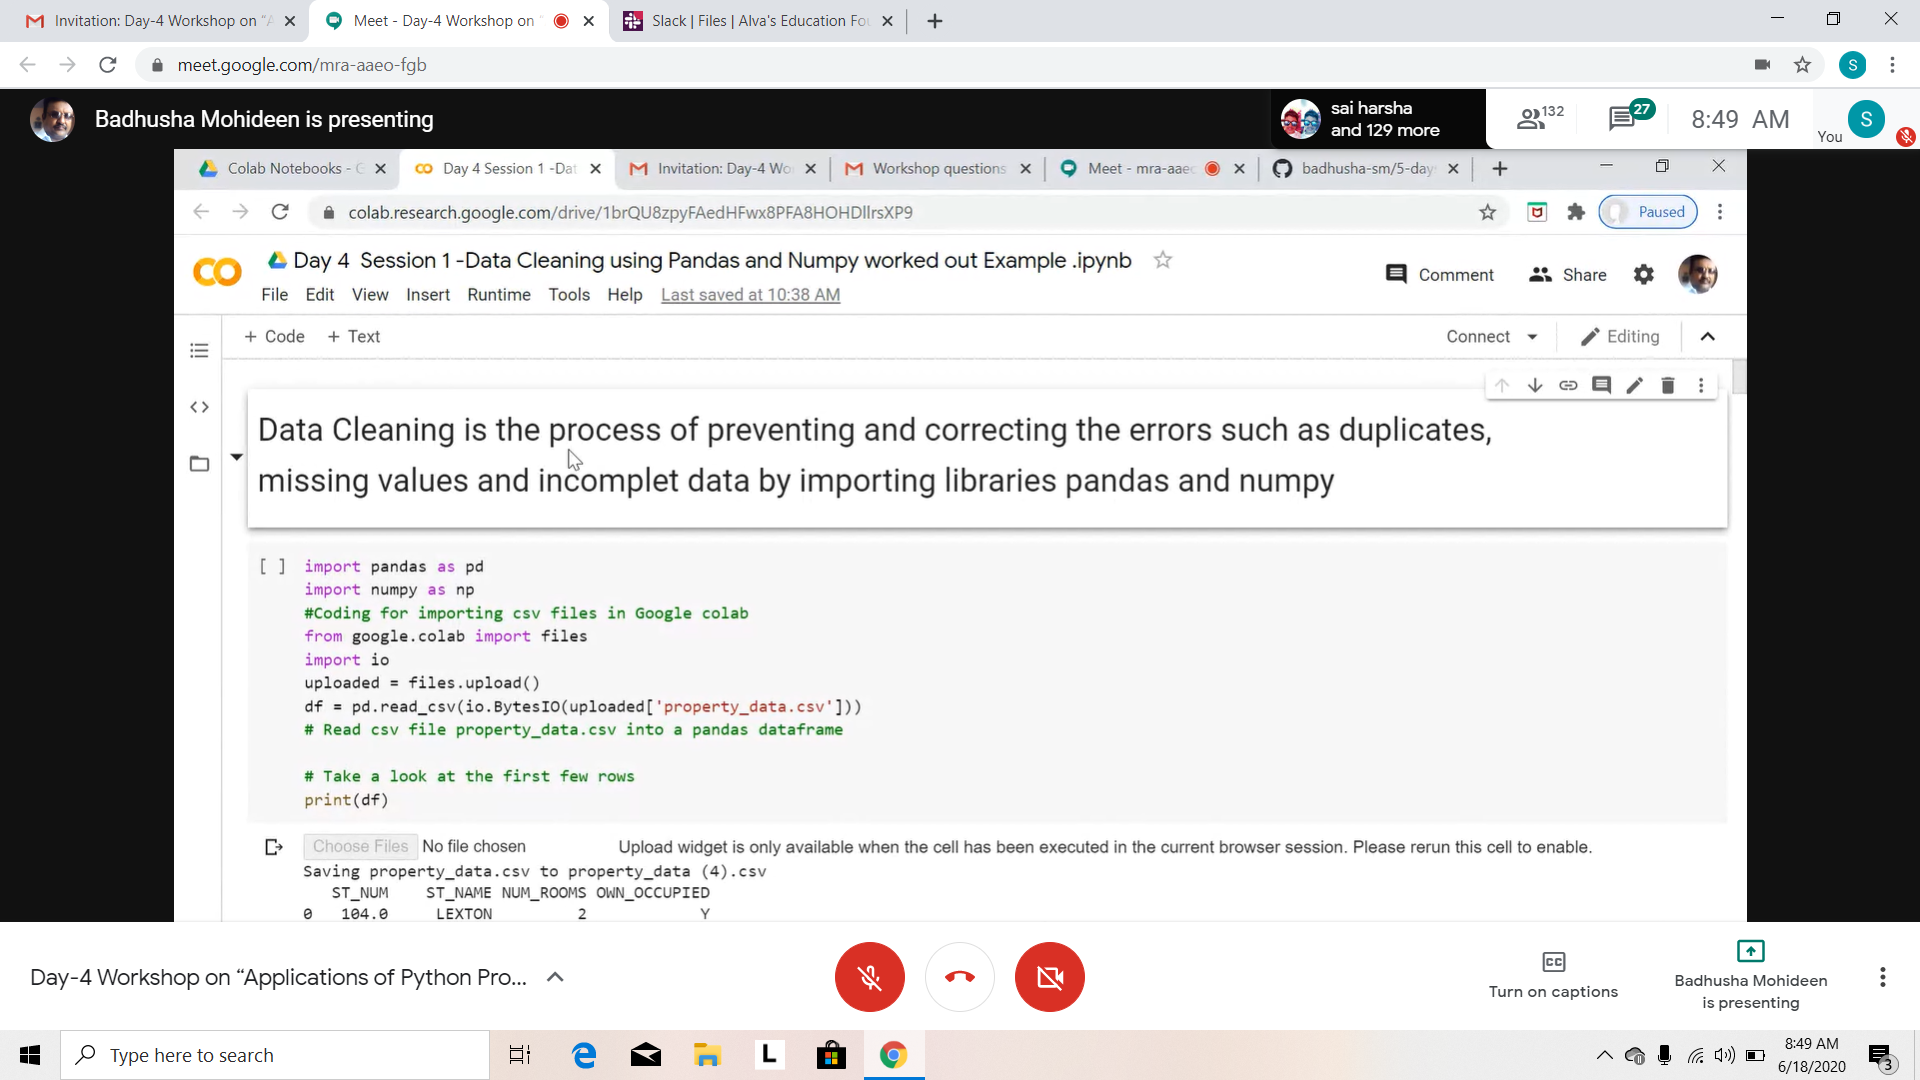 Invitation: Day-4 Workshop on "A
Meet - Day-4 Workshop on "
Slack | Files | Alva's Education Fou
meet.google.com/mra-aaeo-fgb
S
Badhusha Mohideen is presenting
sai harsha
and 129 more
132
27
8:49 AM
You
S
Colab Notebooks - G
Day 4 Session 1 -Dat
Invitation: Day-4 Wo
Workshop questions
Meet - mra-aaeo
badhusha-sm/5-day
colab.research.google.com/drive/1brQU8zpyFAedHFwx8PFA8HOHDllrsXP9
Paused
Day 4 Session 1 -Data Cleaning using Pandas and Numpy worked out Example .ipynb
Comment
Share
File Edit View Insert Runtime Tools Help Last saved at 10:38 AM
+ Code + Text
Connect
Editing
Data Cleaning is the process of preventing and correcting the errors such as duplicates,
missing values and incomplet data by importing libraries pandas and numpy
[ ] import pandas as pd
import numpy as np
#Coding for importing csv files in Google colab
from google.colab import files
import io
uploaded = files.upload()
df = pd.read_csv(io.BytesIO(uploaded['property_data.csv']))
# Read csv file property_data.csv into a pandas dataframe
# Take a look at the first few rows
print(df)
Choose Files No file chosen Upload widget is only available when the cell has been executed in the current browser session. Please rerun this cell to enable.
Saving property_data.csv to property_data (4).csv
ST_NUM ST_NAME NUM_ROOMS OWN_OCCUPIED
0 104.0 LEXTON 2 Y
Day-4 Workshop on “Applications of Python Pro...
CC
Turn on captions
Badhusha Mohideen
is presenting
Type here to search
L
8:49 AM
6/18/2020
3